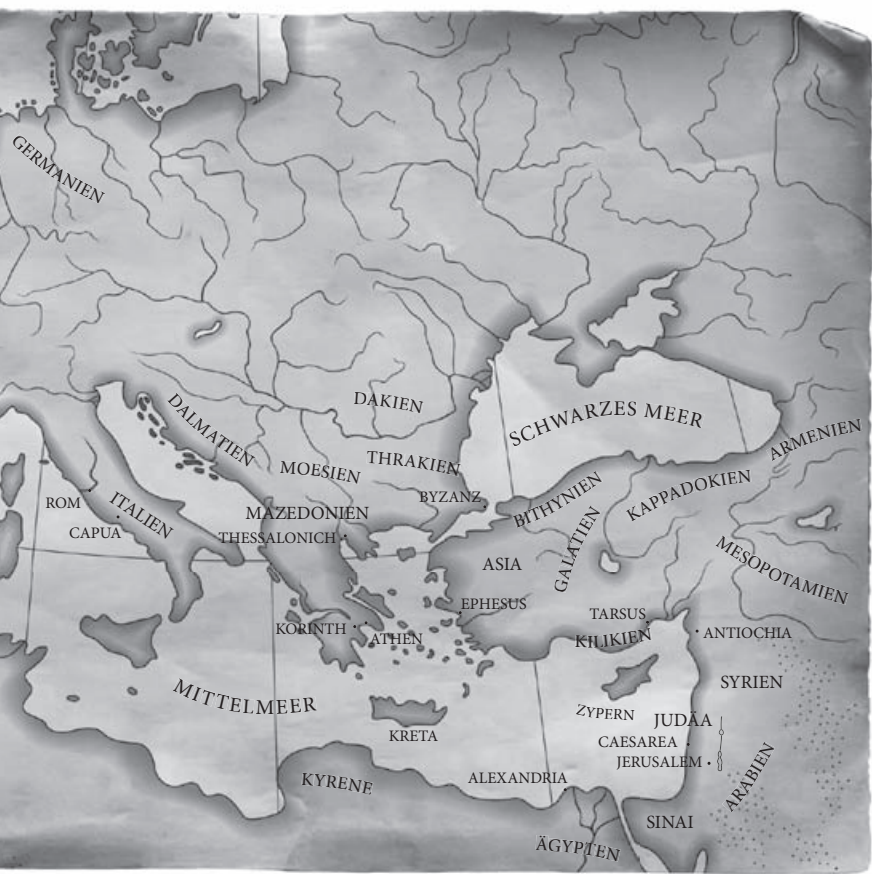 GERMANIEN
DAKIEN
DALMATIEN
SCHWARZES MEER
ARMENIEN
MOESIEN
THRAKIEN
BYZANZ
BITHYNIEN
KAPPADOKIEN
ROM
ITALIEN
CAPUA
MAZEDONIEN
THESSALONICH
ASIA
GALATIEN
MESOPOTAMIEN
EPHESUS
TARSUS
KORINTH
ATHEN
KILIKIEN
ANTIOCHIA
MITTELMEER
SYRIEN
ZYPERN
JUDÄA
KRETA
CAESAREA
JERUSALEM
KYRENE
ALEXANDRIA
ARABIEN
SINAI
ÄGYPTEN